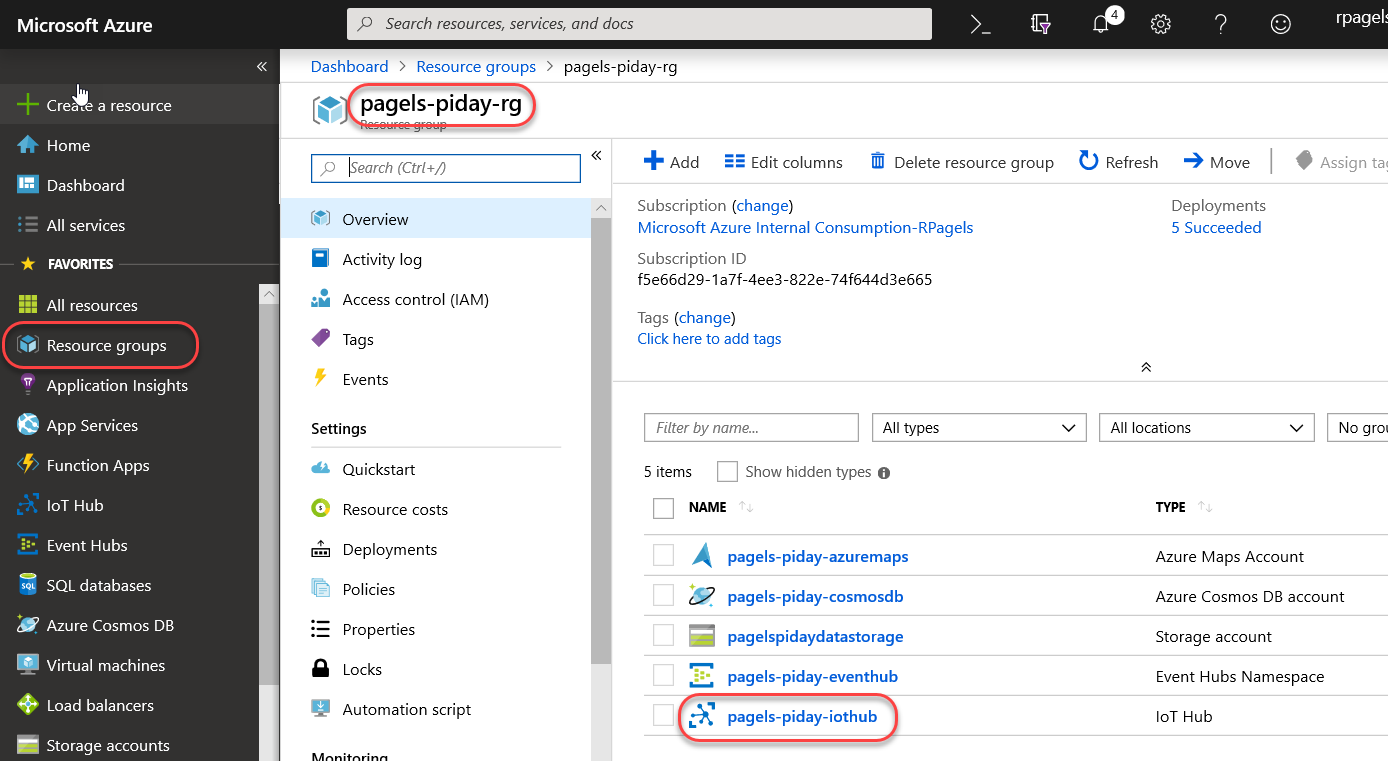 Microsoft Azure
Search resources, services, and docs
4
rpagels
Create a resource
Home
Dashboard
All services
FAVORITES
All resources
Resource groups
Application Insights
App Services
Function Apps
IoT Hub
Event Hubs
SQL databases
Azure Cosmos DB
Virtual machines
Load balancers
Storage accounts
Dashboard > Resource groups > pagels-piday-rg
pagels-piday-rg
Resource group
Search (Ctrl+/)
Overview
Activity log
Access control (IAM)
Tags
Events
Settings
Quickstart
Resource costs
Deployments
Policies
Properties
Locks
Automation script
Monitoring
Add Edit columns Delete resource group Refresh Move Assign tag
Subscription (change)
Microsoft Azure Internal Consumption-RPagels
Deployments
5 Succeeded
Subscription ID
f5e66d29-1a7f-4ee3-822e-74f644d3e665
Tags (change)
Click here to add tags
Filter by name... All types All locations No grou
5 items Show hidden types
NAME TYPE
pagels-piday-azuremaps Azure Maps Account
pagels-piday-cosmosdb Azure Cosmos DB account
pagelspidaydatastorage Storage account
pagels-piday-eventhub Event Hubs Namespace
pagels-piday-iothub IoT Hub